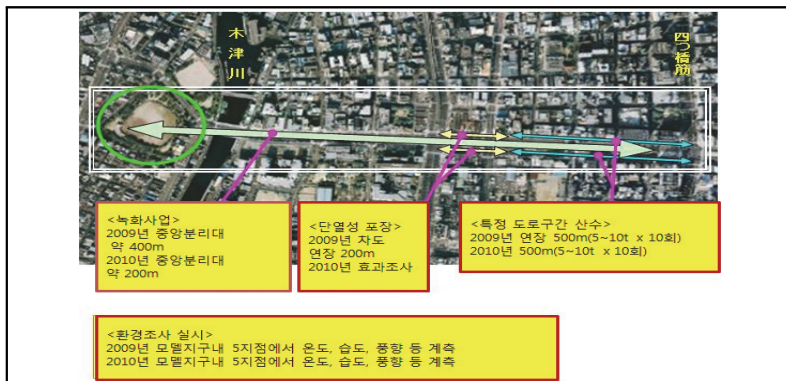 木津川
四つ橋筋
<녹화사업>
2009년 중앙분리대
약 400m
2010년 중앙분리대
약 200m
<단열성 포장>
2009년 차도
연장 200m
2010년 효과조사
<특정 도로구간 산수>
2009년 연장 500m(5~10t x 10회)
2010년 500m(5~10t x 10회)
<환경조사 실시>
2009년 모델지구내 5지점에서 온도, 습도, 풍향 등 계측
2010년 모델지구내 5지점에서 온도, 습도, 풍향 등 계측